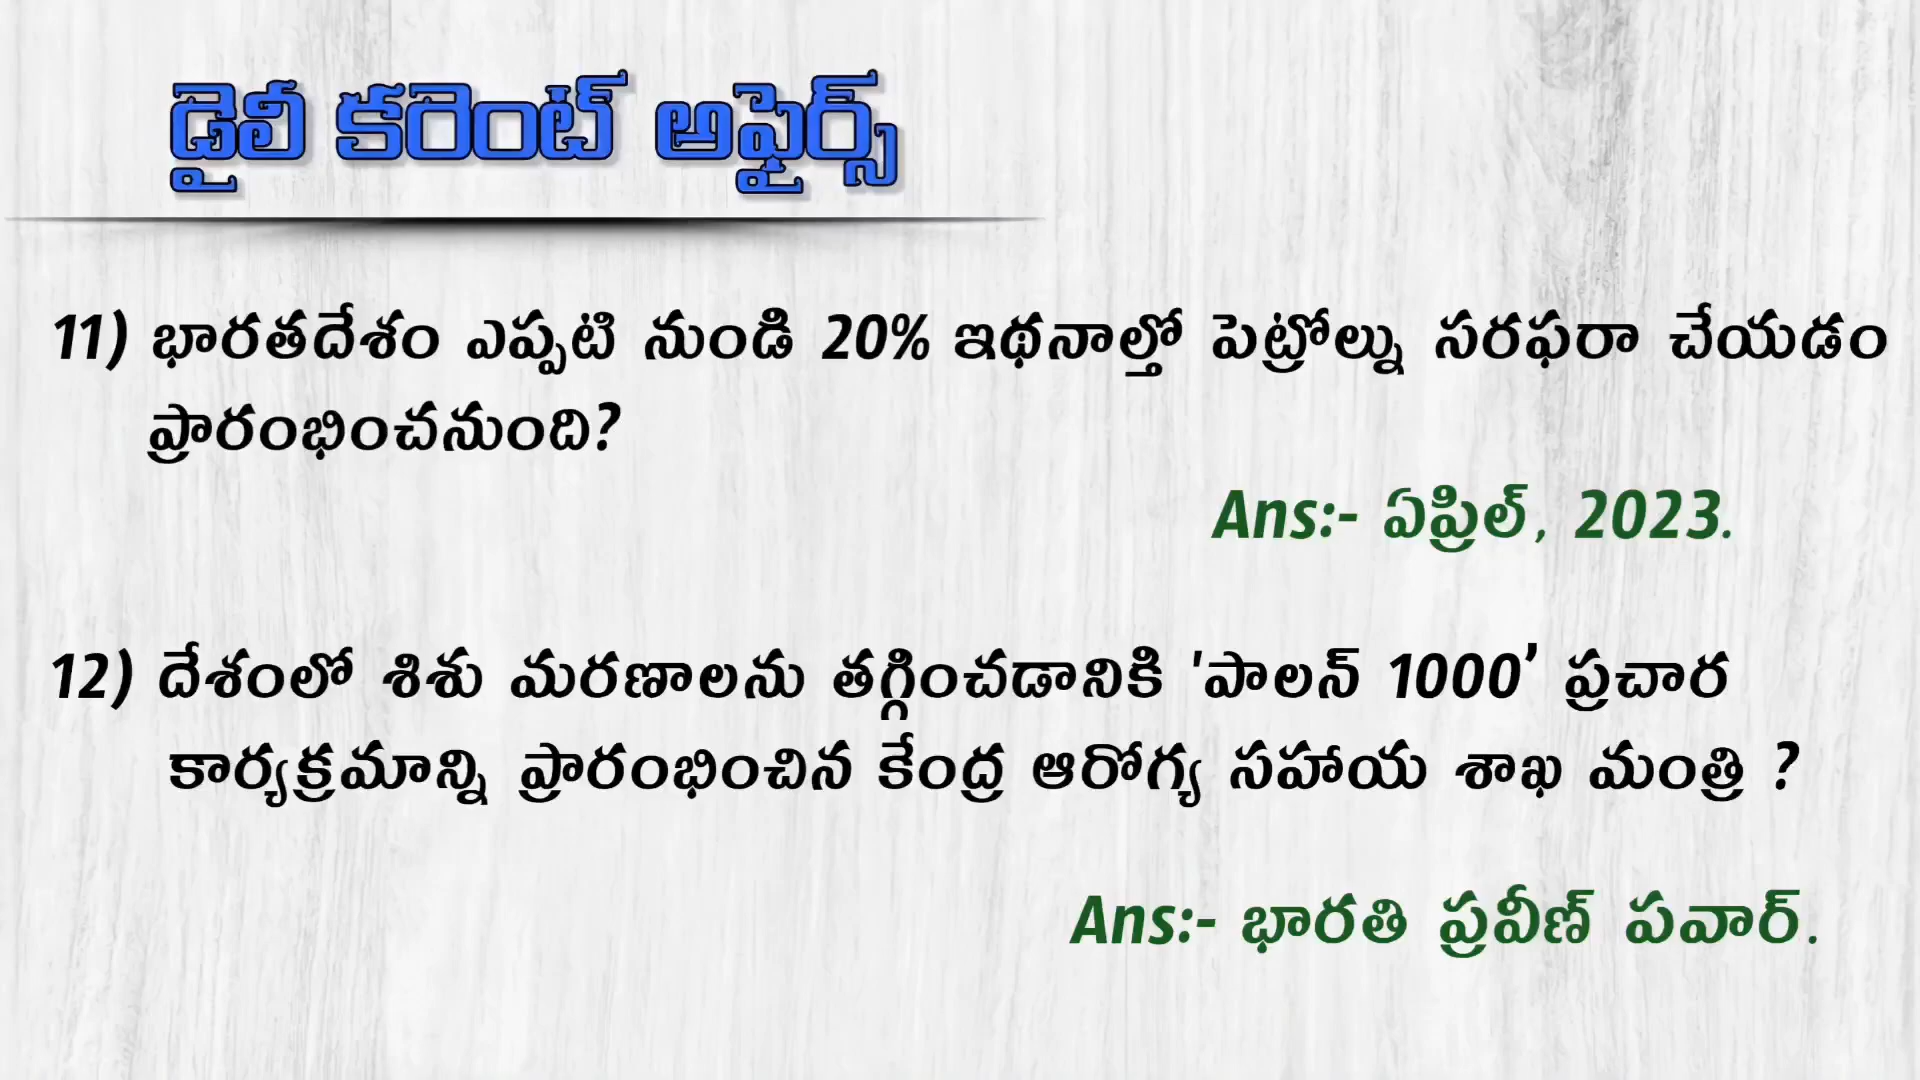 డైలీ కరెంట్ అఫైర్స్
11) భారతదేశం ఎప్పటి నుండి 20% ఇథనాల్తో పెట్రోల్ను సరఫరా చేయడం
ప్రారంభించనుంది?
Ans:- ఏప్రిల్, 2023.
12) దేశంలో శిశు మరణాలను తగ్గించడానికి 'పాలన్ 1000’ ప్రచార
కార్యక్రమాన్ని ప్రారంభించిన కేంద్ర ఆరోగ్య సహాయ శాఖ మంత్రి ?
Ans:- భారతి ప్రవీణ్ పవార్.